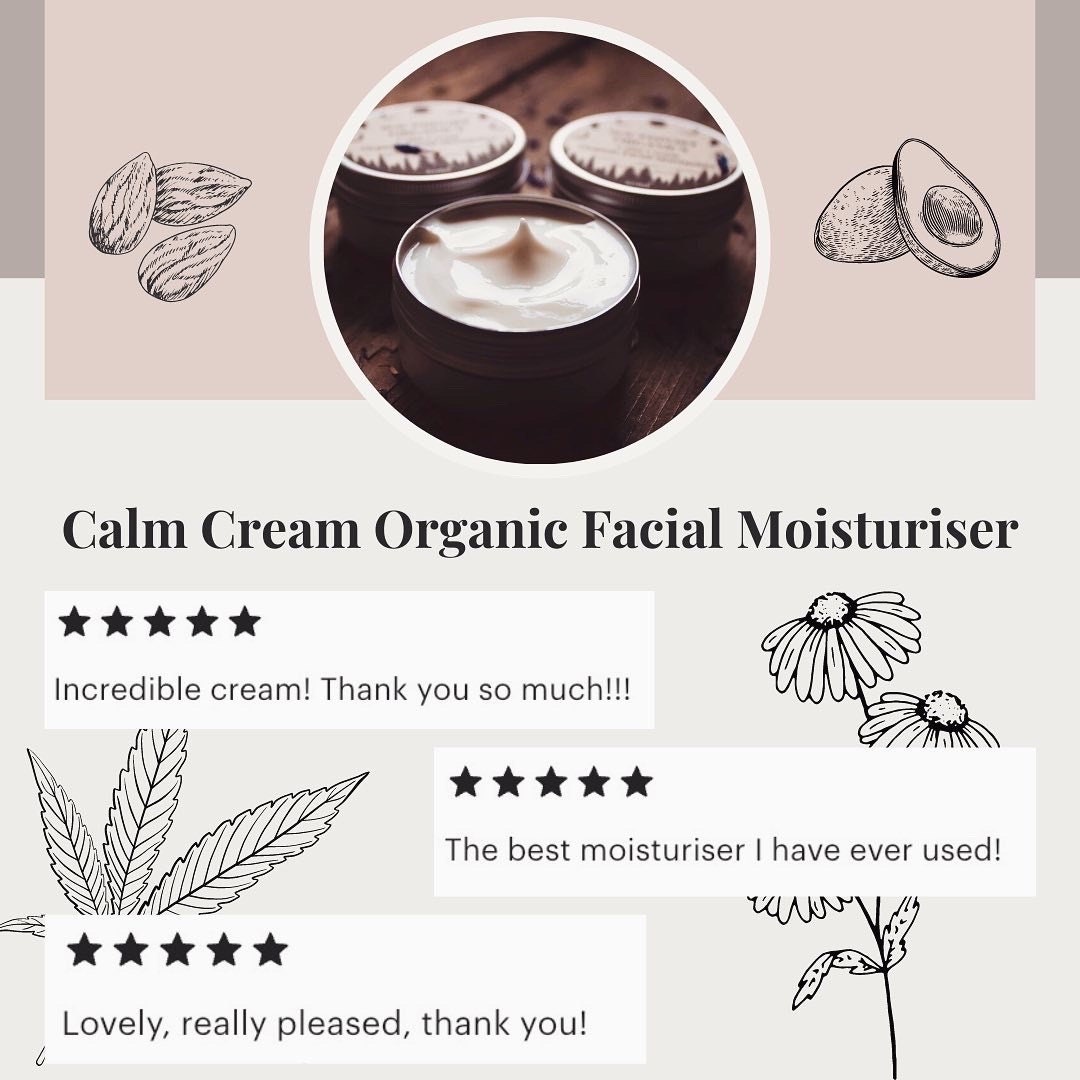 Calm Cream Organic Facial Moisturiser
★★★★★
Incredible cream! Thank you so much!!!
★★★★★
The best moisturiser I have ever used!
★★★★★
Lovely, really pleased, thank you!